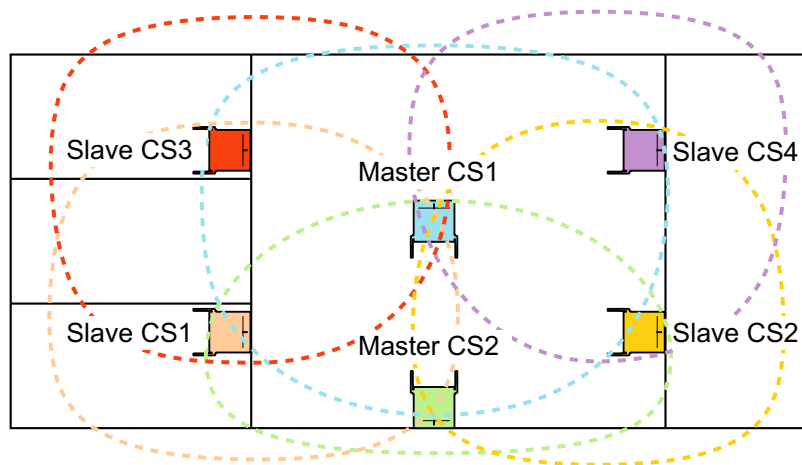 Slave CS3
Master CS1
Slave CS4
Slave CS1
Master CS2
Slave CS2